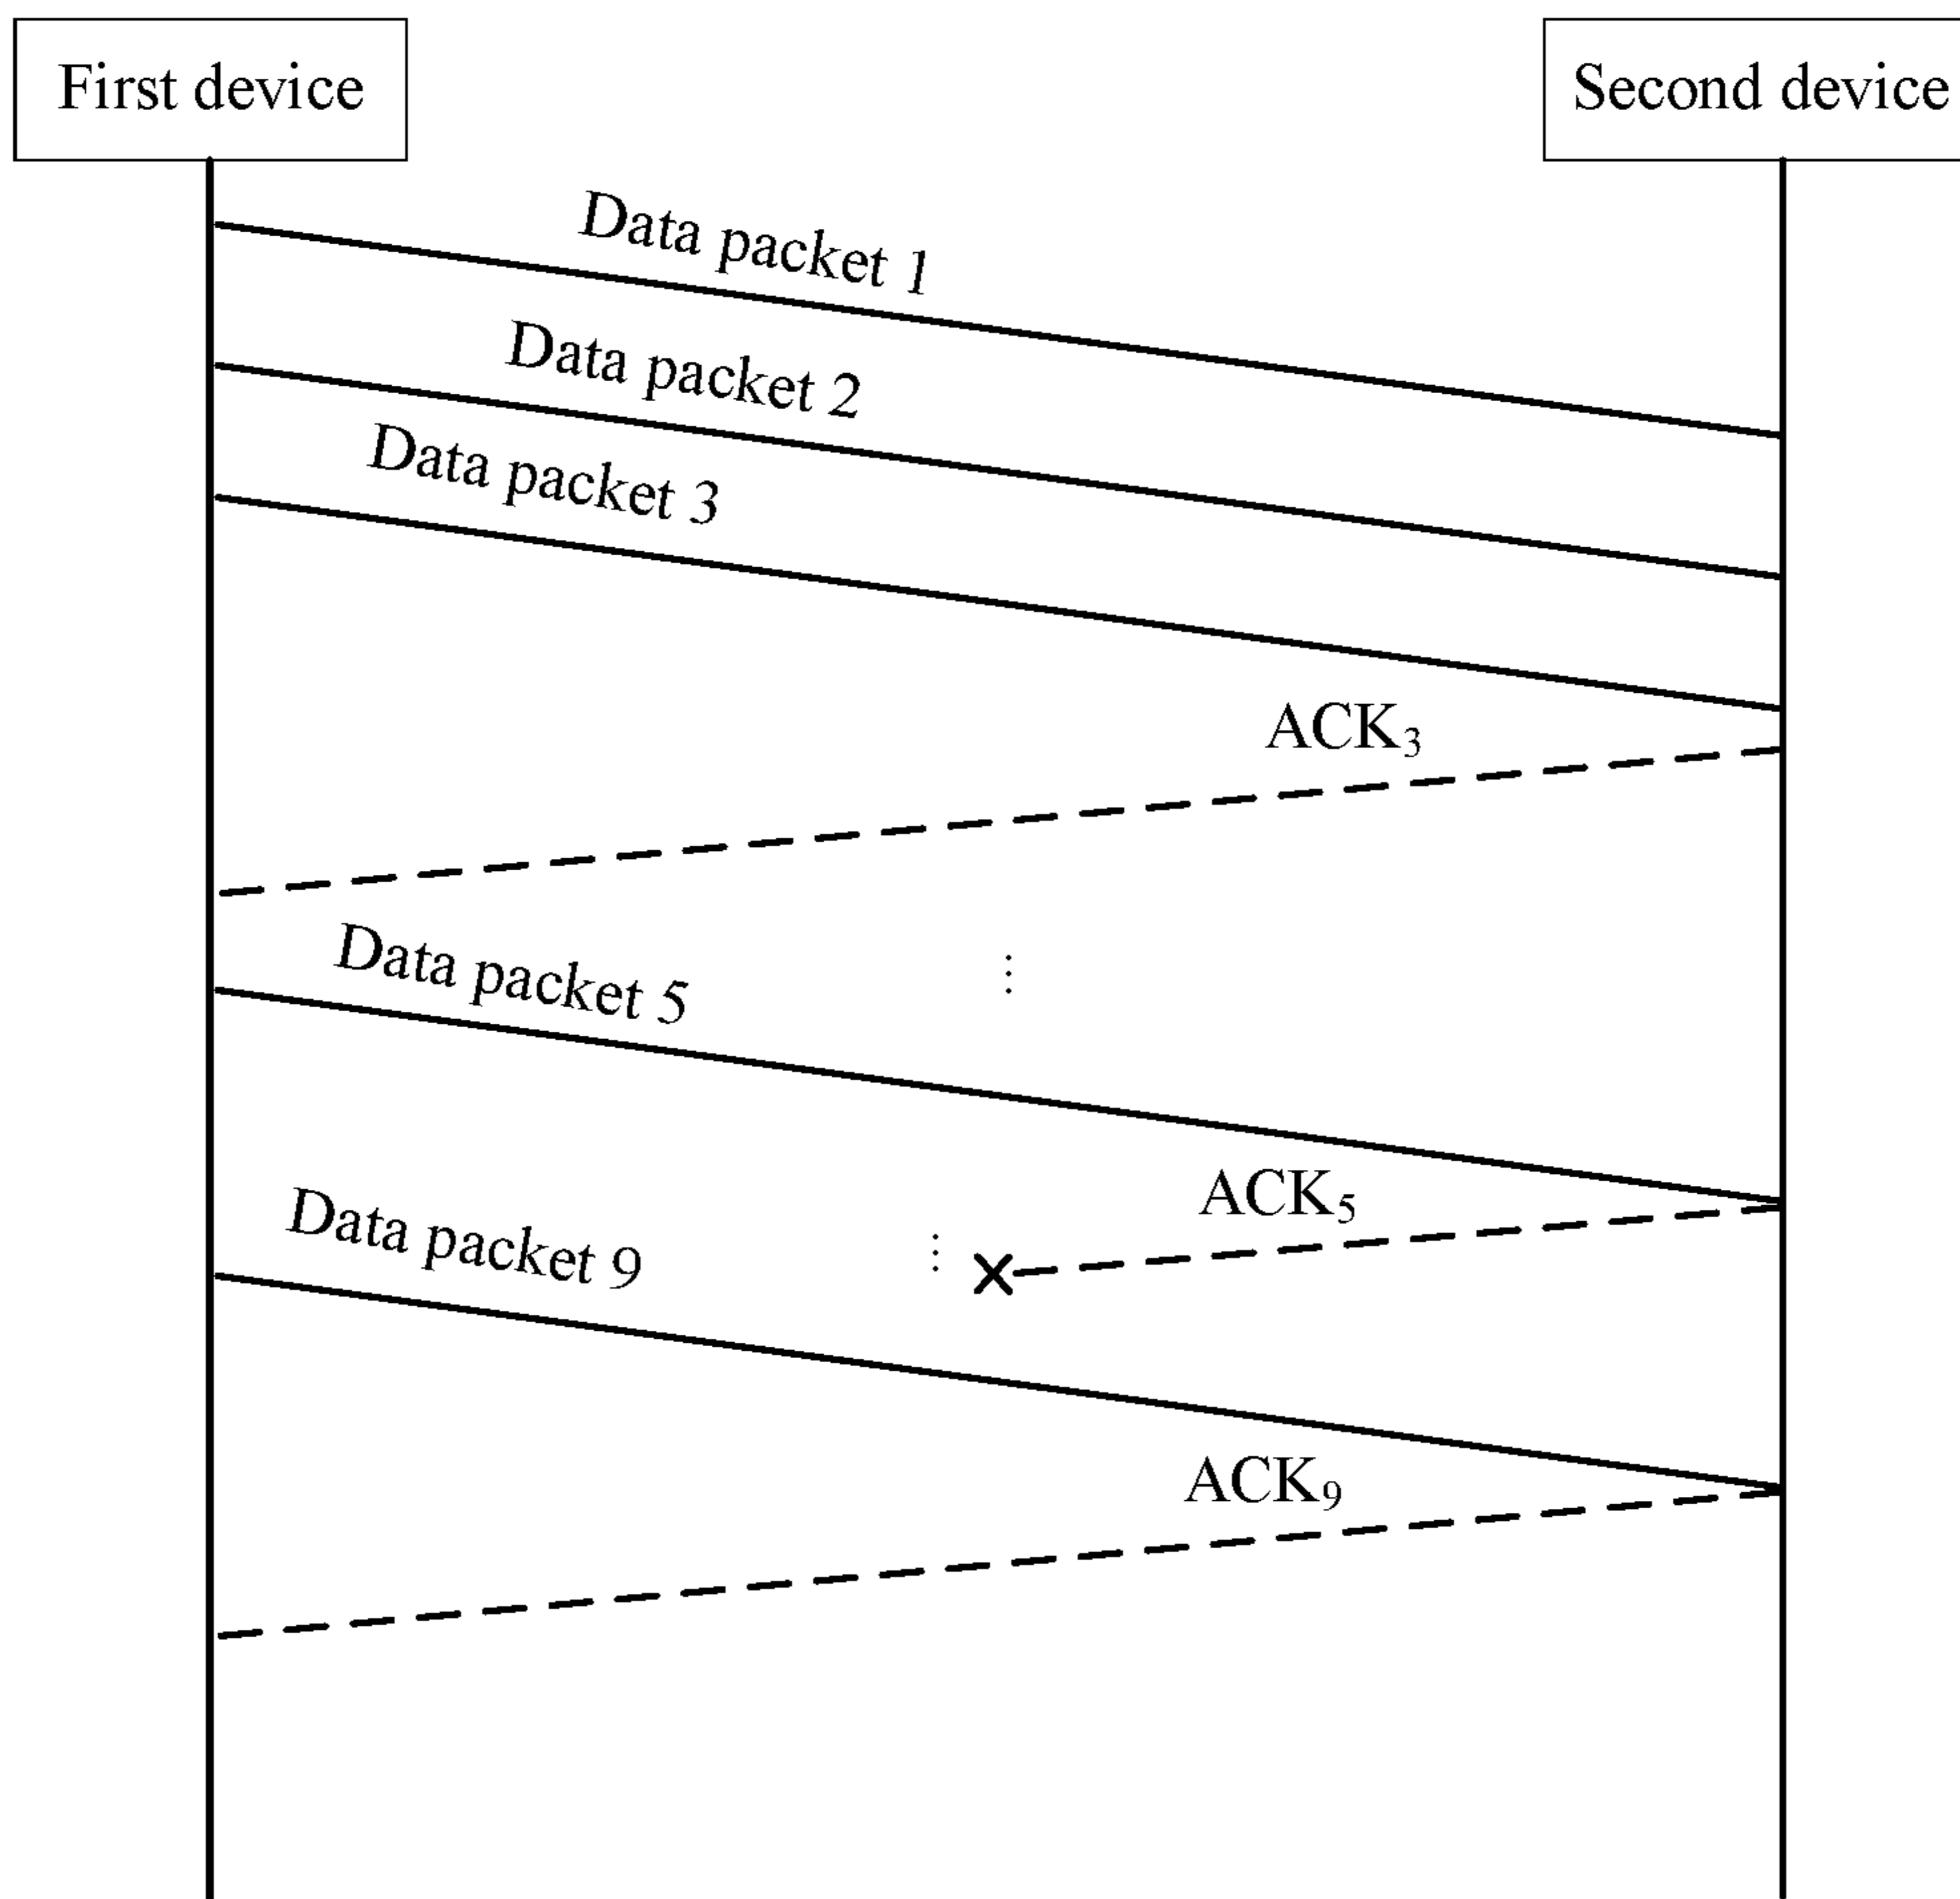 First device
Second device
Data packet 1
Data packet 2
Data packet 3
ACK₃
Data packet 5
ACK₅
Data packet 9
ACK₉